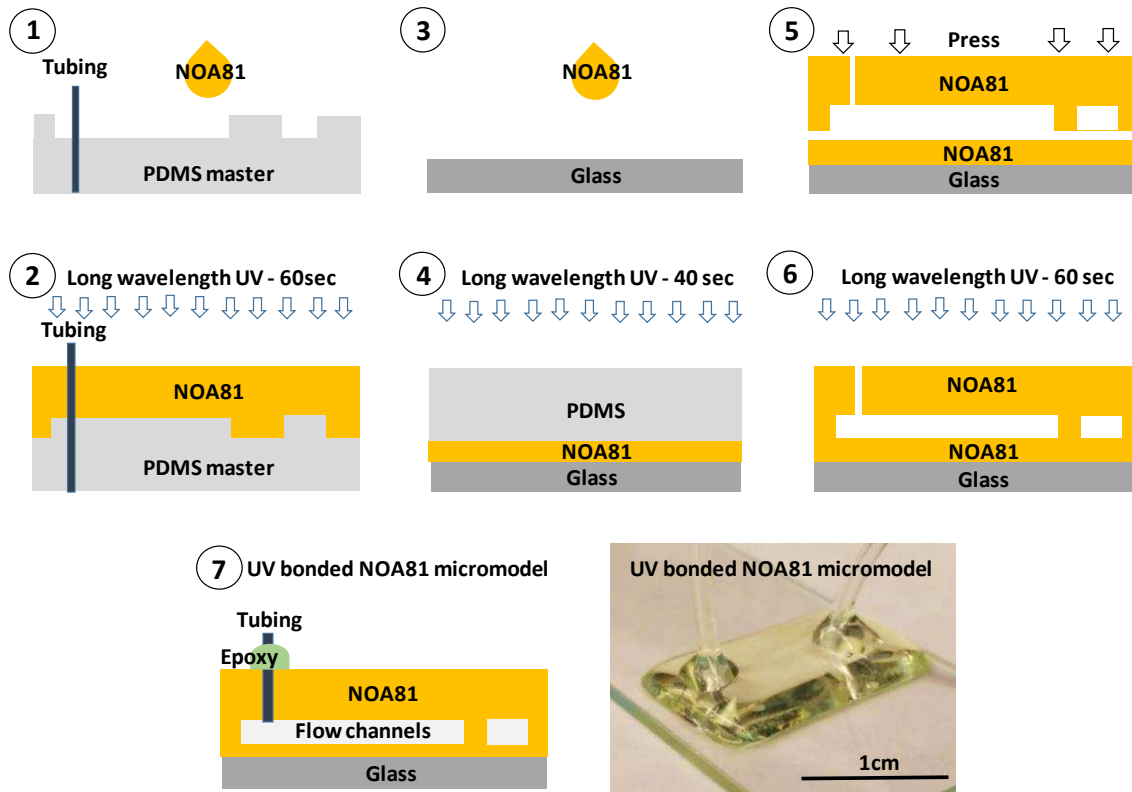 1
Tubing
NOA81
PDMS master
2
Long wavelength UV - 60sec
Tubing
NOA81
PDMS master
3
NOA81
Glass
4
Long wavelength UV - 40 sec
PDMS
NOA81
Glass
5
Press
NOA81
NOA81
Glass
6
Long wavelength UV - 60 sec
NOA81
NOA81
Glass
7
UV bonded NOA81 micromodel
Tubing
Epoxy
NOA81
Flow channels
Glass
UV bonded NOA81 micromodel
1cm